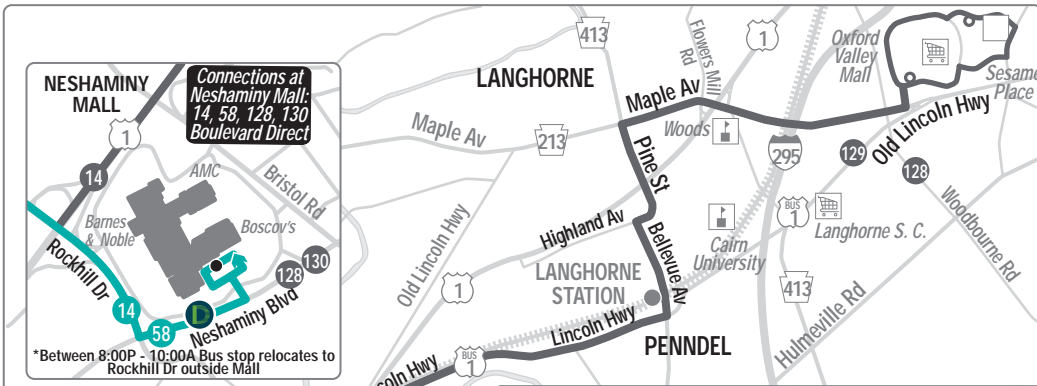 NESHAMINY
MALL
Connections at
Neshaminy Mall:
14, 58, 128, 130
Boulevard Direct
1
14
AMC
Bristol Rd
Barnes
& Noble
Boscov's
Rockhill Dr
130
128
14
58
D
Neshaminy Blvd
*Between 8:00P - 10:00A Bus stop relocates to
Rockhill Dr outside Mall
413
LANGHORNE
Flowers Mill
Rd
1
Oxford
Valley
Mall
Sesame
Place
Maple Av
Maple Av
213
Woods
295
129
Old Lincoln Hwy
128
Pine St
Highland Av
Bellevue Av
Cairn
University
BUS
1
Langhorne S. C.
Woodbourne Rd
Old Lincoln Hwy
1
LANGHORNE
STATION
413
Hulmeville Rd
Lincoln Hwy
PENNDEL
BUS
1
coln Hwy